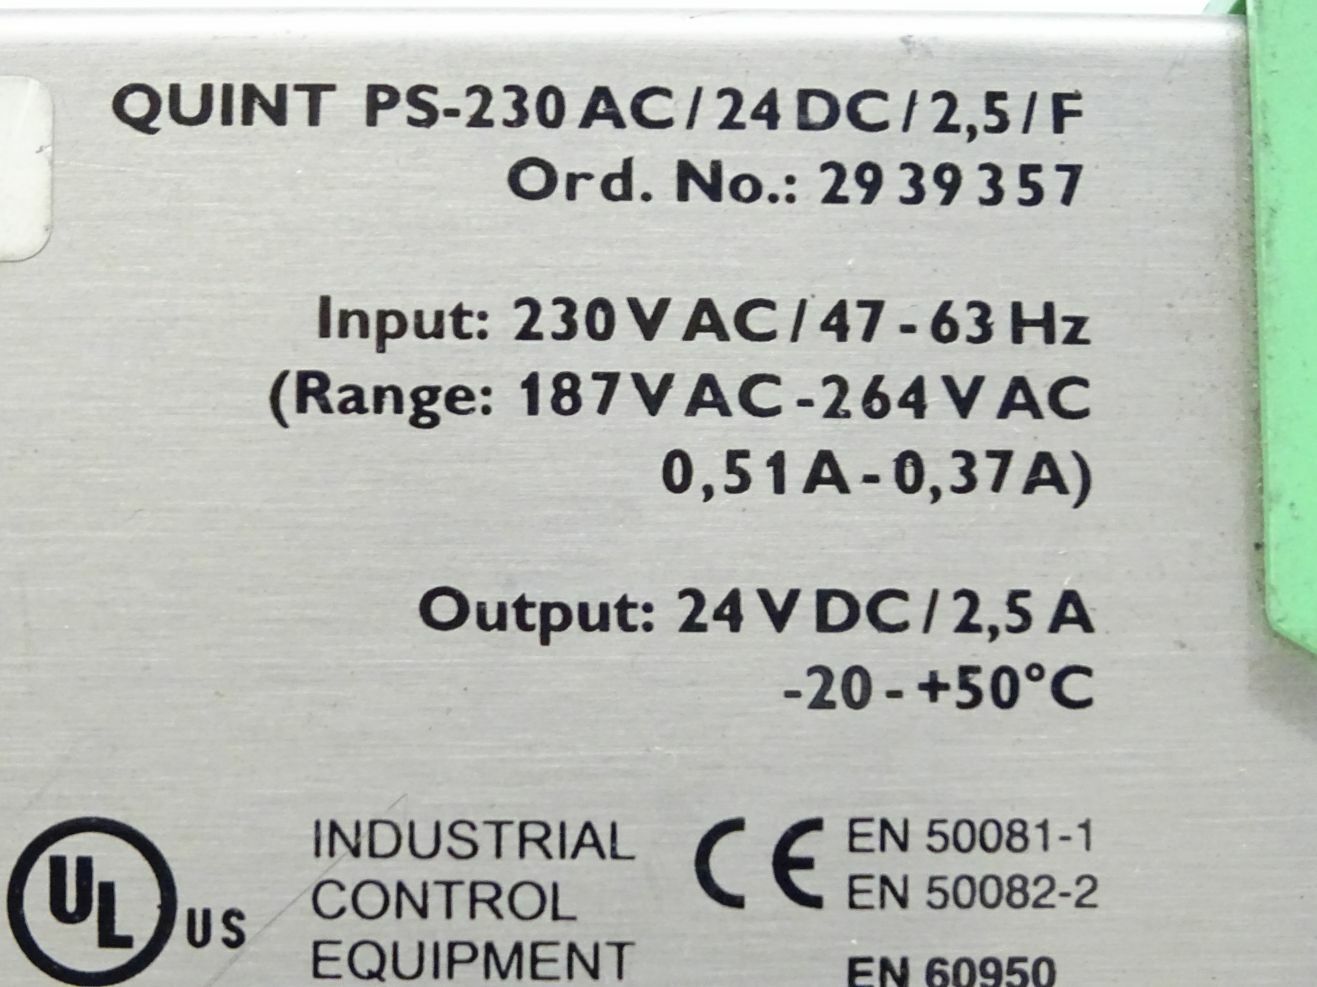 QUINT PS-230 AC/24 DC/2,5/F
Ord. No.: 29 39 35 7
Input: 230 V AC/47-63 Hz
(Range: 187 V AC-264 V AC
0,51 A-0,37 A)
Output: 24 V DC/2,5 A
-20-+50°C
UL US
INDUSTRIAL
CONTROL
EQUIPMENT
CE EN 50081-1
EN 50082-2
EN 60950